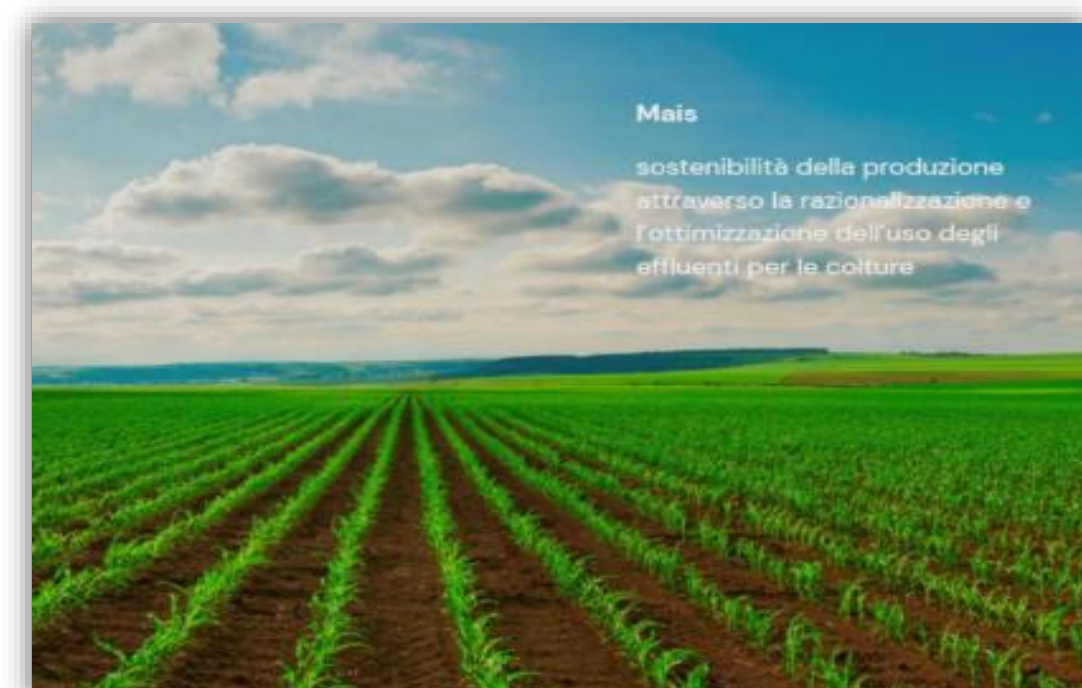 Mais
sostenibilità della produzione
attraverso la razionalizzazione e
l'ottimizzazione dell'uso degli
effluenti per le colture